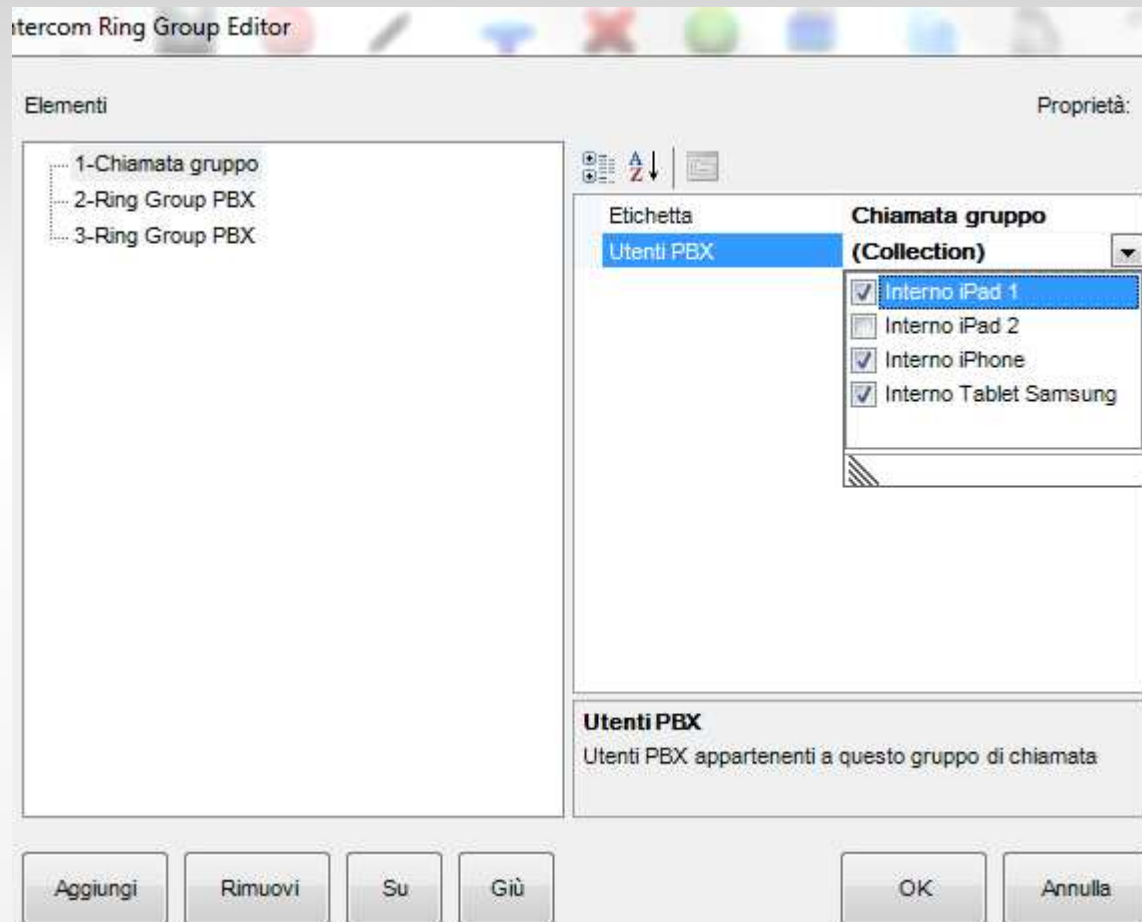 ntercom Ring Group Editor
Elementi
Proprietà:
1-Chiamata gruppo
2-Ring Group PBX
3-Ring Group PBX
A
Z
Etichetta Chiamata gruppo
Utenti PBX (Collection)
Interno iPad 1
Interno iPad 2
Interno iPhone
Interno Tablet Samsung
Utenti PBX
Utenti PBX appartenenti a questo gruppo di chiamata
Aggiungi Rimuovi Su Giù OK Annulla